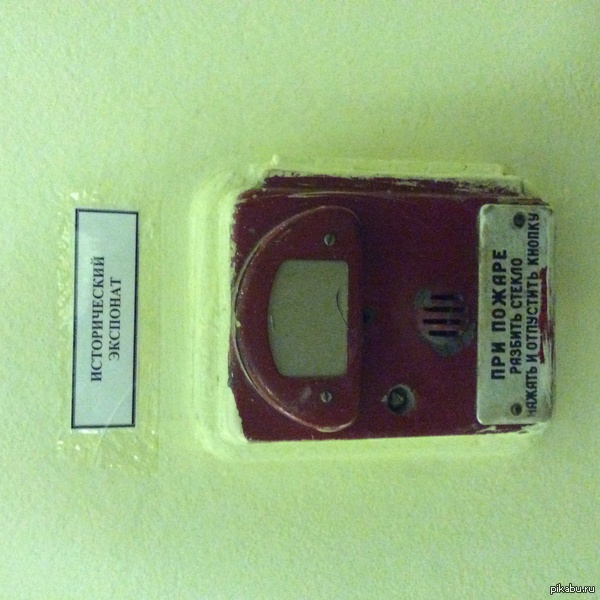 ИСТОРИЧЕСКИЙ
ЭКСПОНАТ
ПРИ ПОЖАРЕ
РАЗБИТЬ СТЕКЛО
НАЖАТЬ И ОТПУСТИТЬ КНОПКУ
pikabu.ru